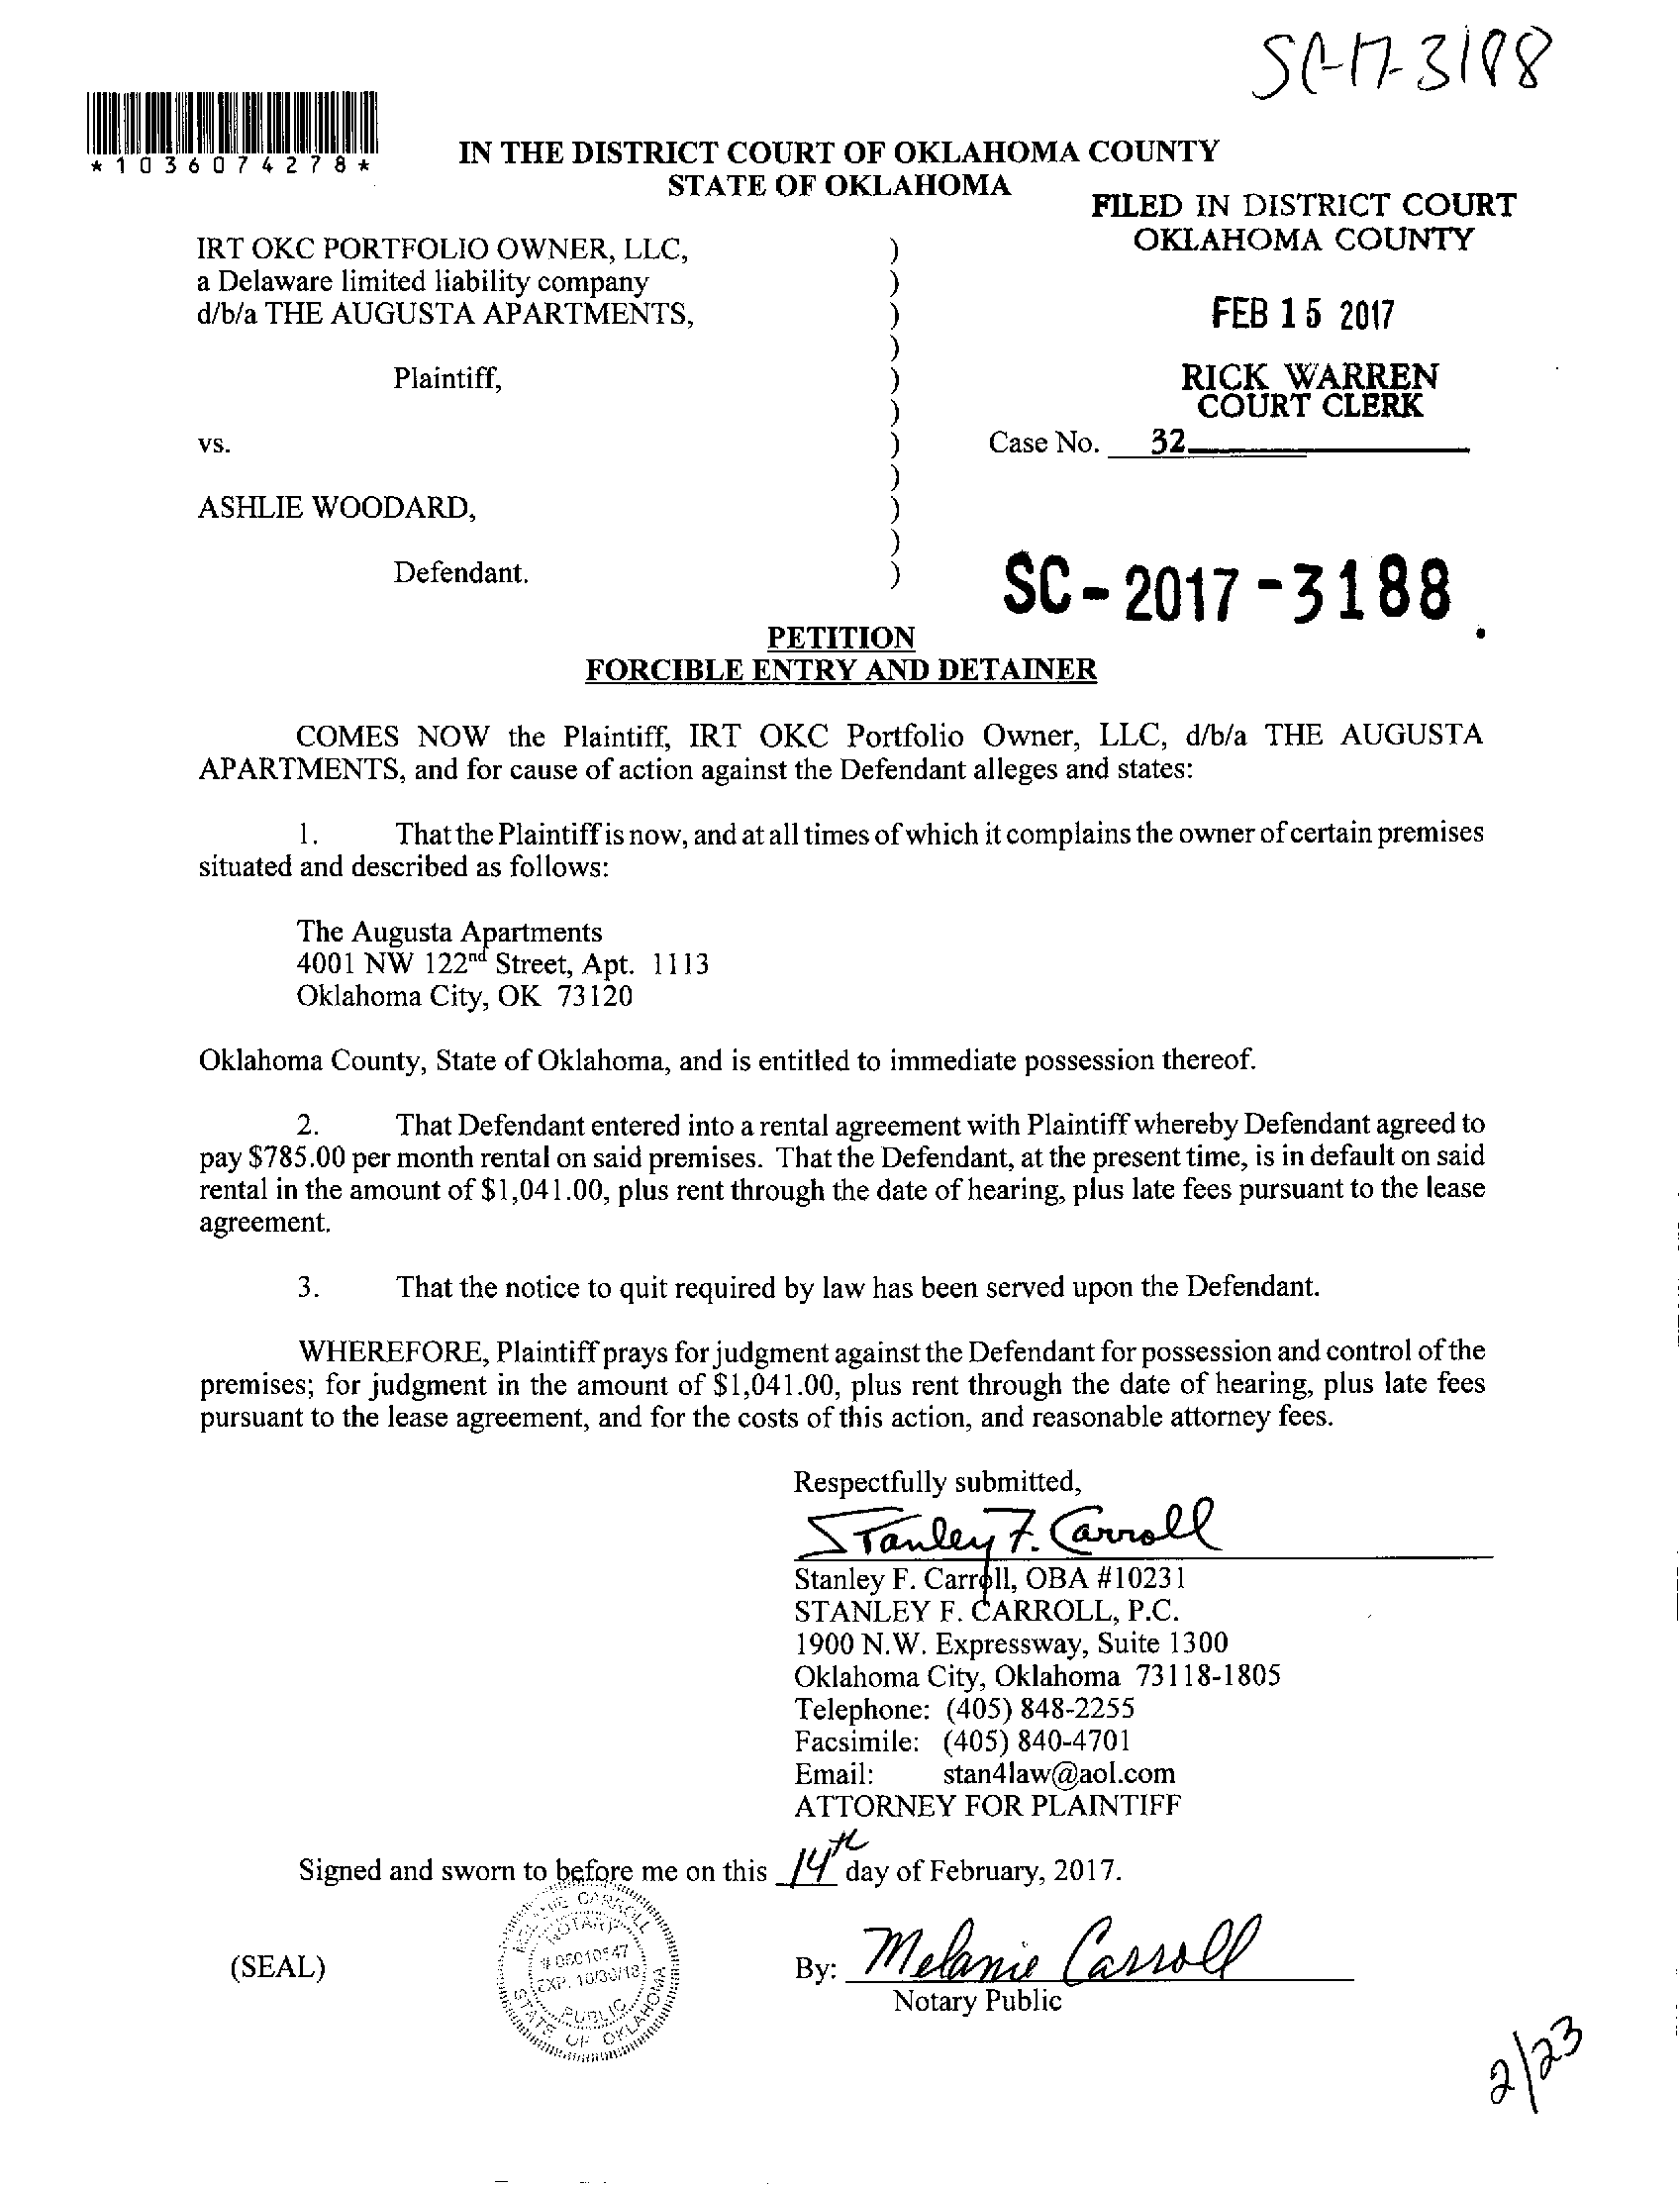 SC-17-3188
*1036074278*
IN THE DISTRICT COURT OF OKLAHOMA COUNTY
STATE OF OKLAHOMA
FILED IN DISTRICT COURT
OKLAHOMA COUNTY
FEB 15 2017
RICK WARREN
COURT CLERK
IRT OKC PORTFOLIO OWNER, LLC, )
a Delaware limited liability company )
d/b/a THE AUGUSTA APARTMENTS, )
)
Plaintiff, )
)
vs. ) Case No. 32
)
ASHLIE WOODARD, )
)
Defendant. )
SC-2017-3188
PETITION
FORCIBLE ENTRY AND DETAINER
COMES NOW the Plaintiff, IRT OKC Portfolio Owner, LLC, d/b/a THE AUGUSTA
APARTMENTS, and for cause of action against the Defendant alleges and states:
1. That the Plaintiff is now, and at all times of which it complains the owner of certain premises
situated and described as follows:
The Augusta Apartments
4001 NW 122nd Street, Apt. 1113
Oklahoma City, OK 73120
Oklahoma County, State of Oklahoma, and is entitled to immediate possession thereof.
2. That Defendant entered into a rental agreement with Plaintiff whereby Defendant agreed to
pay $785.00 per month rental on said premises. That the Defendant, at the present time, is in default on said
rental in the amount of $1,041.00, plus rent through the date of hearing, plus late fees pursuant to the lease
agreement.
3. That the notice to quit required by law has been served upon the Defendant.
WHEREFORE, Plaintiff prays for judgment against the Defendant for possession and control of the
premises; for judgment in the amount of $1,041.00, plus rent through the date of hearing, plus late fees
pursuant to the lease agreement, and for the costs of this action, and reasonable attorney fees.
Respectfully submitted,
Stanley F. Carroll
Stanley F. Carroll, OBA #10231
STANLEY F. CARROLL, P.C.
1900 N.W. Expressway, Suite 1300
Oklahoma City, Oklahoma 73118-1805
Telephone: (405) 848-2255
Facsimile: (405) 840-4701
Email: stan4law@aol.com
ATTORNEY FOR PLAINTIFF
Signed and sworn to before me on this 14th day of February, 2017.
(SEAL)
CARROLL
NOTARY
EXP. 10/30/18
PUBLIC
STATE OF OKLAHOMA
By: Melanie Carroll
Notary Public
2/23